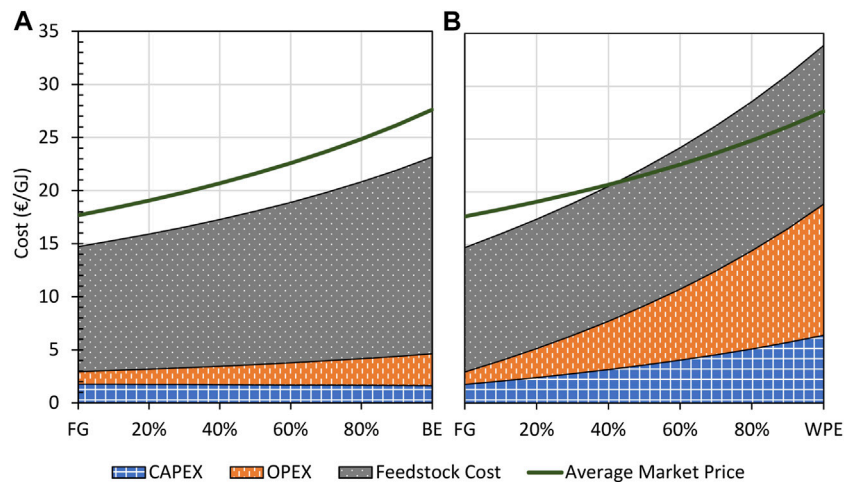 A
B
35
30
25
20
15
10
5
0
Cost (€/GJ)
FG 20% 40% 60% 80% BE
FG 20% 40% 60% 80% WPE
CAPEX OPEX Feedstock Cost Average Market Price